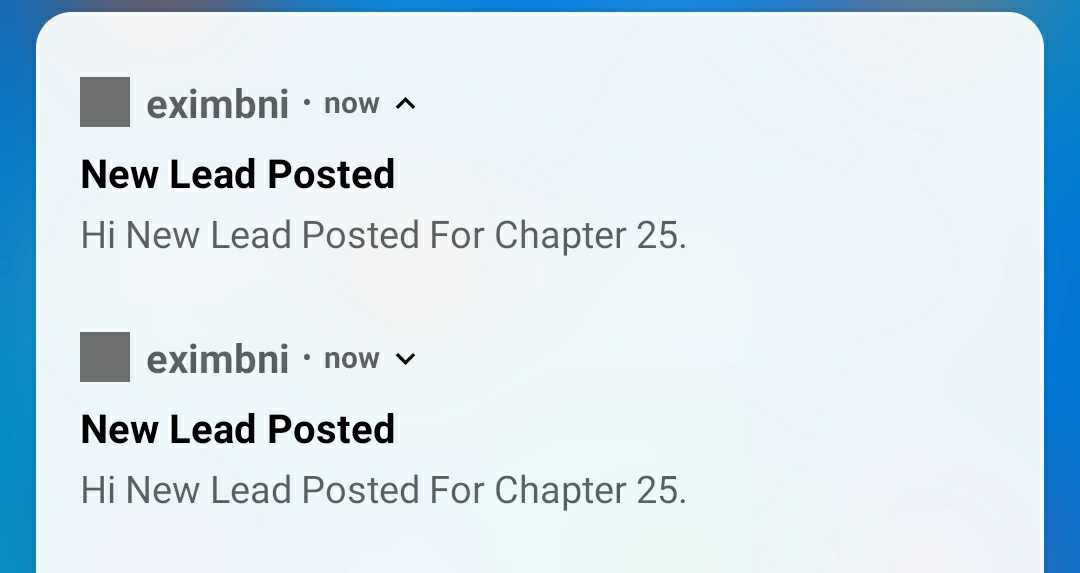 eximbni · now
New Lead Posted
Hi New Lead Posted For Chapter 25.
eximbni · now
New Lead Posted
Hi New Lead Posted For Chapter 25.